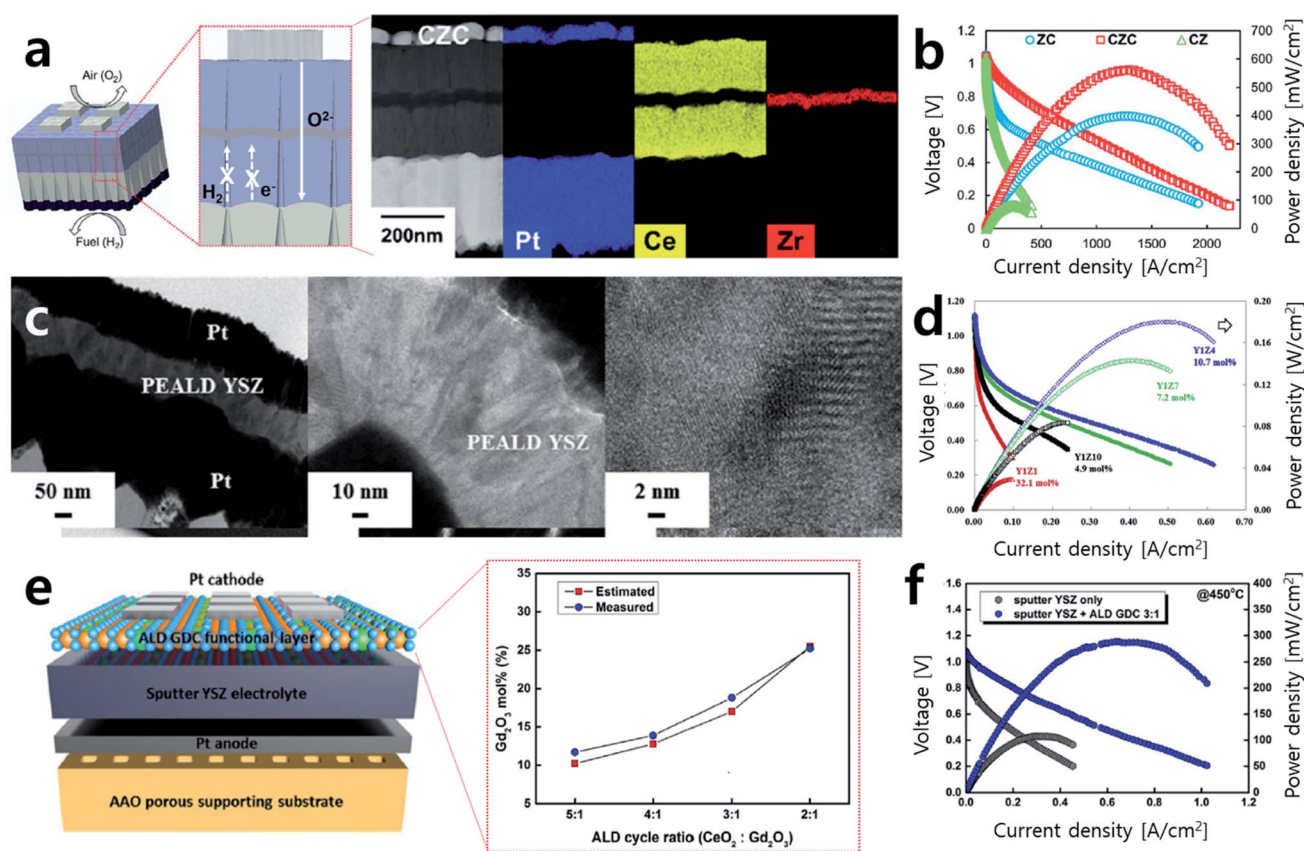 a
Air (O₂)
Fuel (H₂)
O²⁻
H₂
e⁻
CZC
200nm
Pt
Ce
Zr
b
ZC
CZC
CZ
1.2
1
0.8
0.6
0.4
0.2
0
700
600
500
400
300
200
100
0
0
500
1000
1500
2000
Voltage [V]
Power density [mW/cm²]
Current density [A/cm²]
c
Pt
PEALD YSZ
Pt
50 nm
PEALD YSZ
10 nm
2 nm
d
1.20
1.00
0.80
0.60
0.40
0.20
0.00
0.20
0.16
0.12
0.08
0.04
0
0.00
0.10
0.20
0.30
0.40
0.50
0.60
0.70
Y1Z4
10.7 mol%
Y1Z7
7.2 mol%
Y1Z10
4.9 mol%
Y1Z1
32.1 mol%
Voltage [V]
Power density [W/cm²]
Current density [A/cm²]
e
Pt cathode
ALD GDC functional layer
Sputter YSZ electrolyte
Pt anode
AAO porous supporting substrate
Estimated
Measured
35
30
25
20
15
10
5
Gd₂O₃ mol% (%)
5:1
4:1
3:1
2:1
ALD cycle ratio (CeO₂ : Gd₂O₃)
f
@450°C
sputter YSZ only
sputter YSZ + ALD GDC 3:1
1.6
1.4
1.2
1.0
0.8
0.6
0.4
0.2
0.0
400
350
300
250
200
150
100
50
0
0.0
0.2
0.4
0.6
0.8
1.0
1.2
Voltage [V]
Power density [mW/cm²]
Current density [A/cm²]